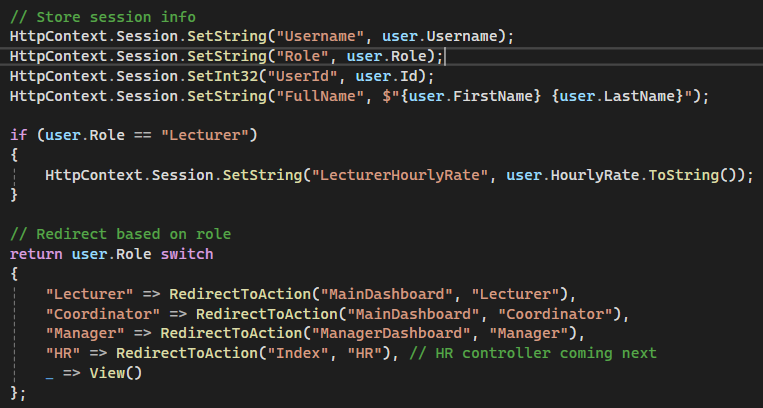 // Store session info
HttpContext.Session.SetString("Username", user.Username);
HttpContext.Session.SetString("Role", user.Role);
HttpContext.Session.SetInt32("UserId", user.Id);
HttpContext.Session.SetString("FullName", $"{user.FirstName} {user.LastName}");
if (user.Role == "Lecturer")
{
HttpContext.Session.SetString("LecturerHourlyRate", user.HourlyRate.ToString());
}
// Redirect based on role
return user.Role switch
{
"Lecturer" => RedirectToAction("MainDashboard", "Lecturer"),
"Coordinator" => RedirectToAction("MainDashboard", "Coordinator"),
"Manager" => RedirectToAction("ManagerDashboard", "Manager"),
"HR" => RedirectToAction("Index", "HR"), // HR controller coming next
_ => View()
};